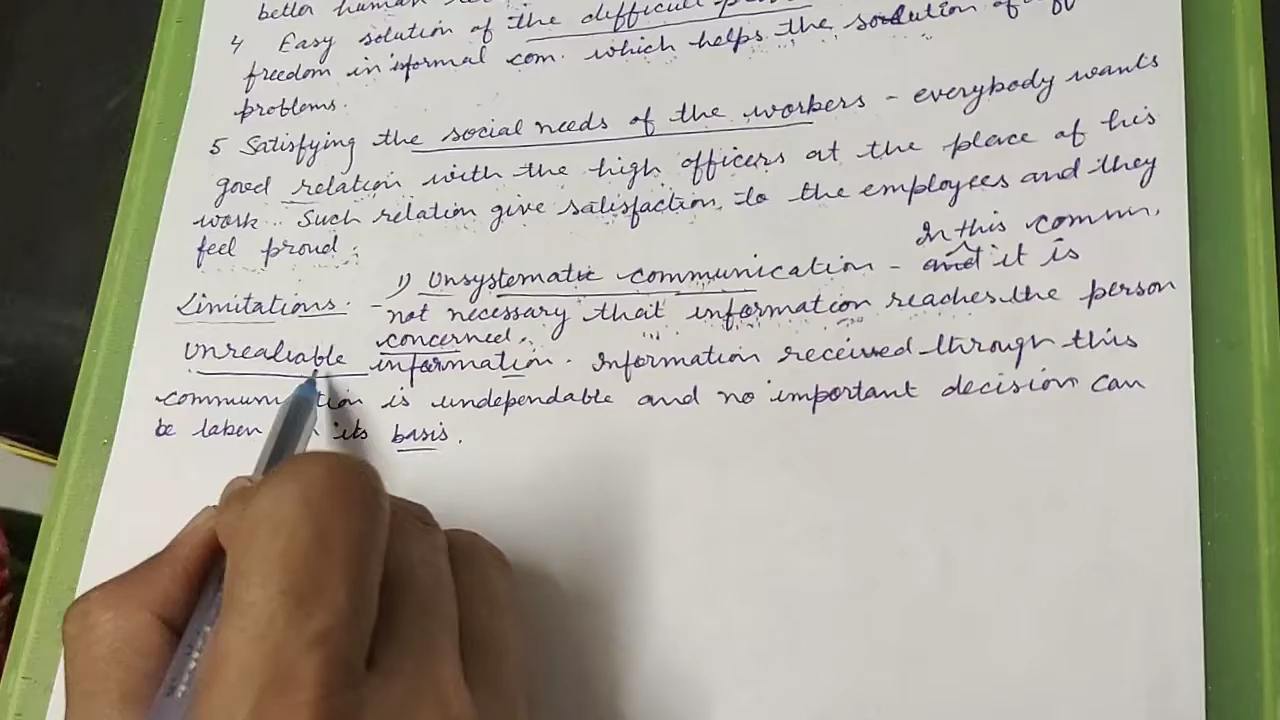 better human
4 Easy solution of the difficult
freedom in informal com. which helps the solution of
problems.
5 Satisfying the social needs of the workers - everybody wants
good relation with the high officers at the place of his
work. Such relation give satisfaction to the employees and they
feel proud.
In this commun,
1) Unsystematic communication - and it is
Limitations. - not necessary that information reaches the person
concerned.
Unrealiable information. Information received through this
communi tion is undependable and no important decision can
be taken its basis.